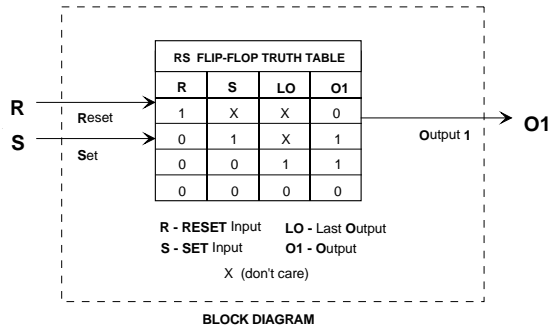 RS FLIP-FLOP TRUTH TABLE
R S LO O1
1 X X 0
0 1 X 1
0 0 1 1
0 0 0 0
R
Reset
S
Set
Output 1
O1
R - RESET Input LO - Last Output
S - SET Input O1 - Output
X (don't care)
BLOCK DIAGRAM